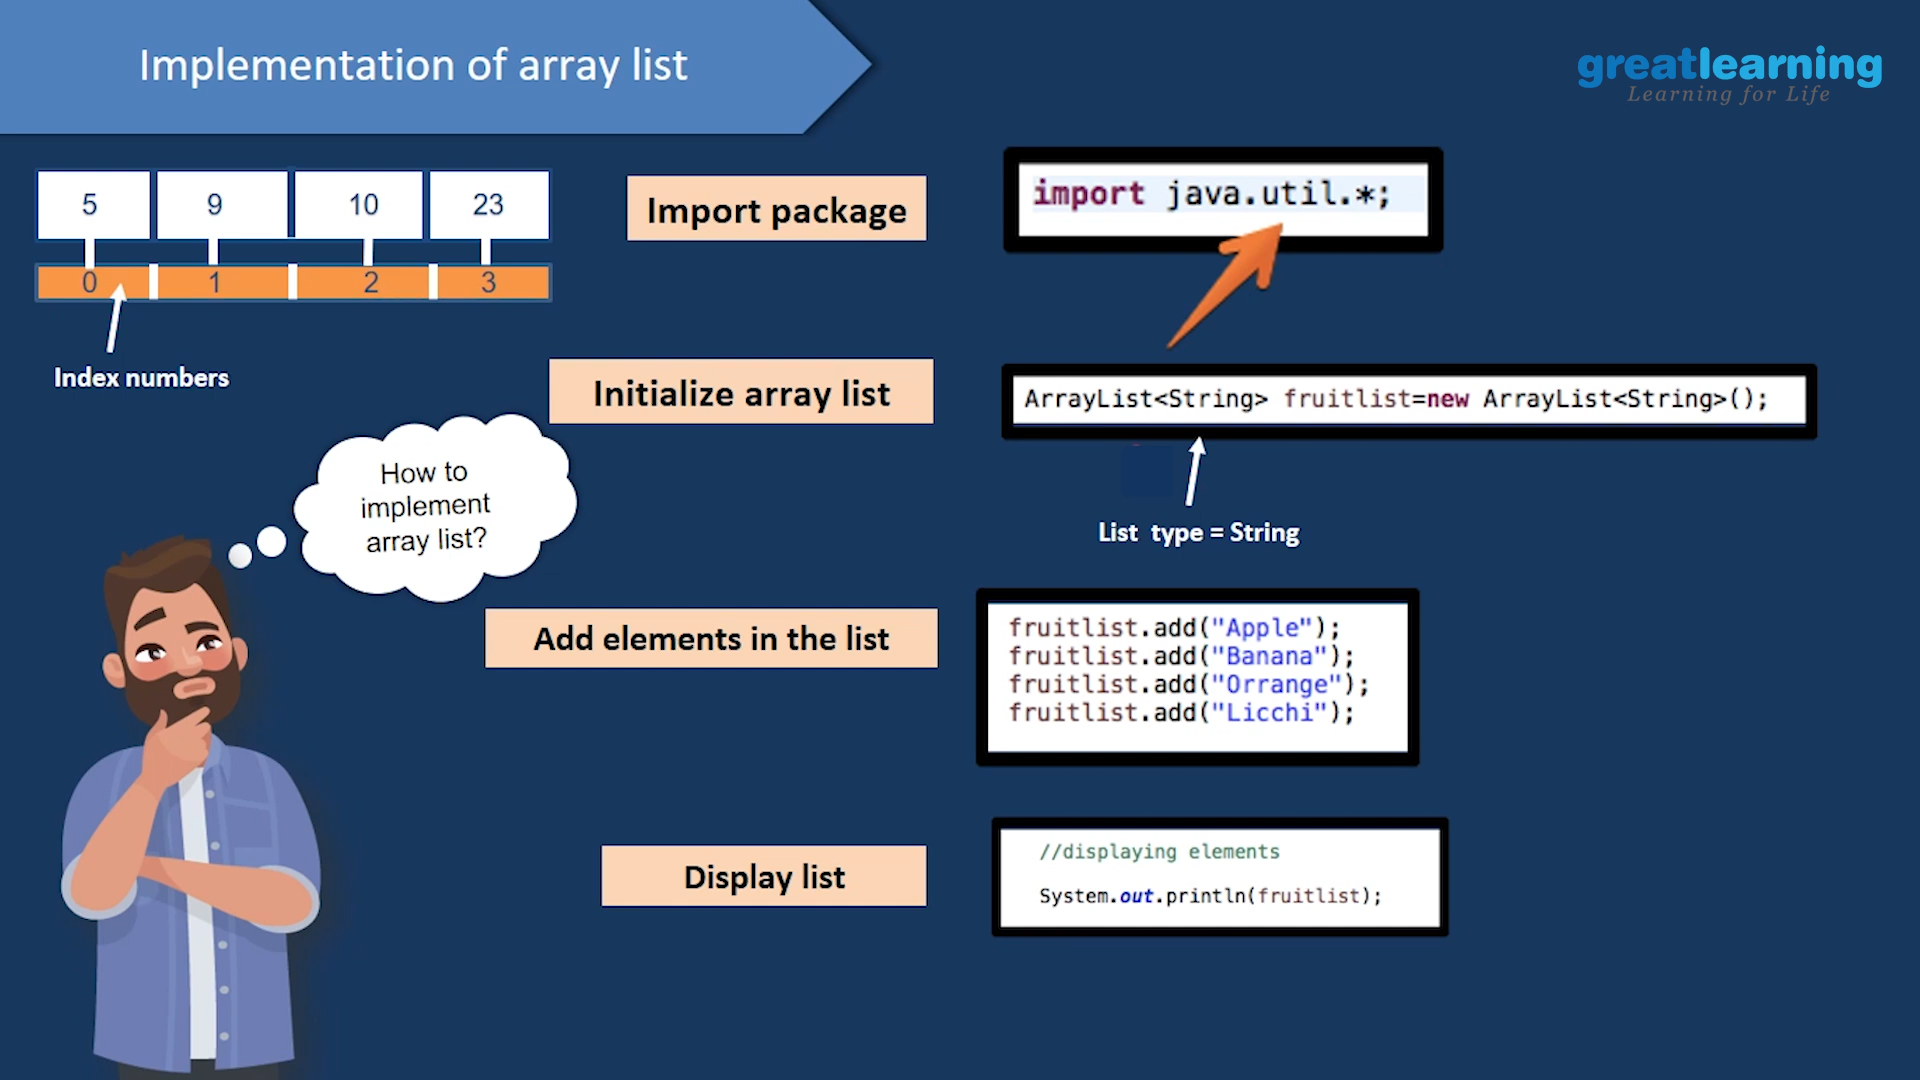 Implementation of array list
greatlearning
Learning for Life
5 9 10 23
0 1 2 3
Index numbers
Import package
import java.util.*;
Initialize array list
ArrayList<String> fruitlist=new ArrayList<String>();
List type = String
How to
implement
array list?
Add elements in the list
fruitlist.add("Apple");
fruitlist.add("Banana");
fruitlist.add("Orrange");
fruitlist.add("Licchi");
Display list
//displaying elements
System.out.println(fruitlist);